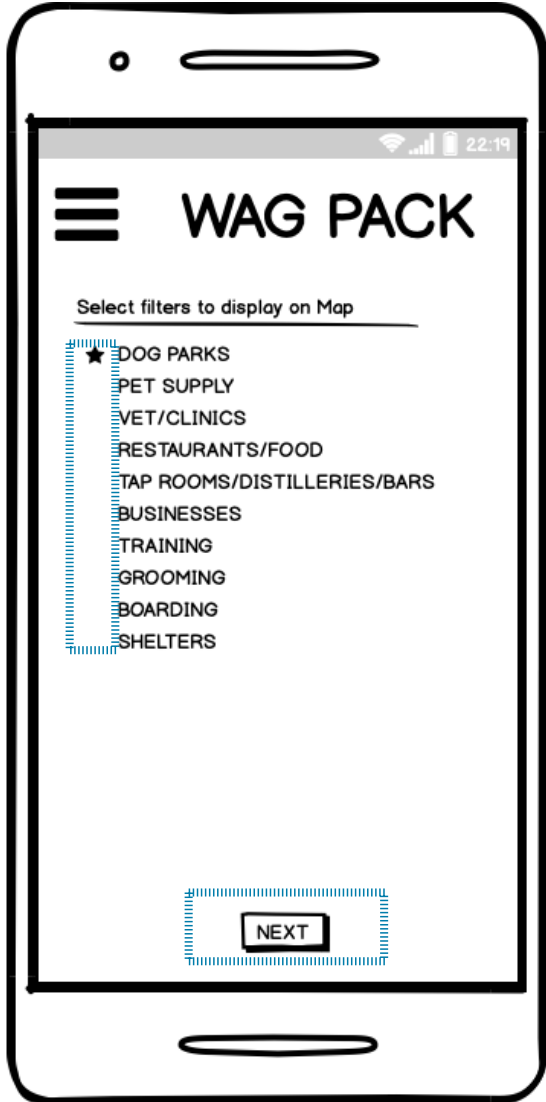 22:19
WAG PACK
Select filters to display on Map
DOG PARKS
PET SUPPLY
VET/CLINICS
RESTAURANTS/FOOD
TAP ROOMS/DISTILLERIES/BARS
BUSINESSES
TRAINING
GROOMING
BOARDING
SHELTERS
NEXT